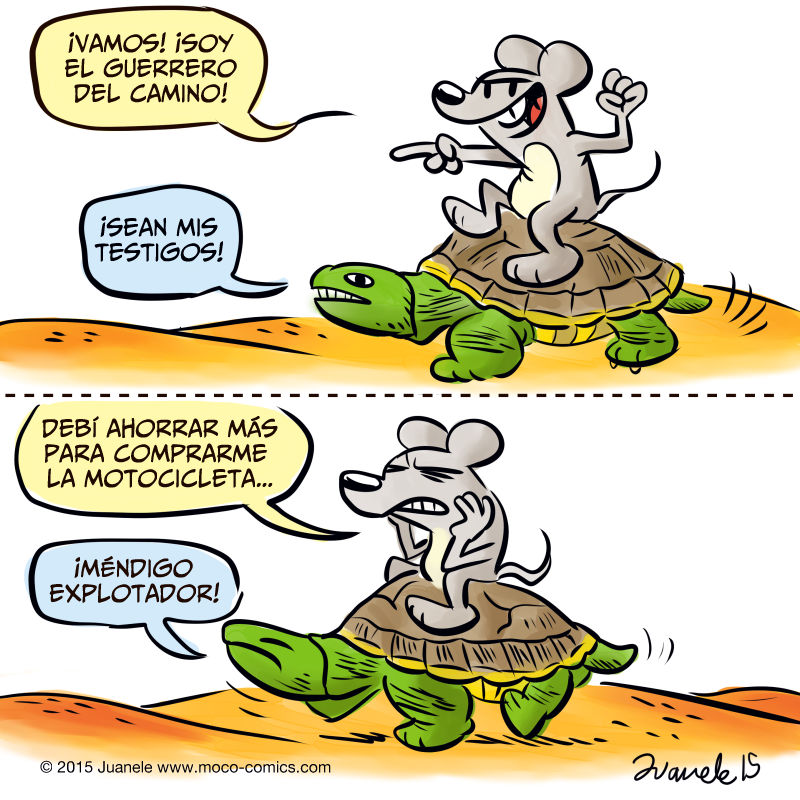 ¡VAMOS! ¡SOY
EL GUERRERO
DEL CAMINO!
¡SEAN MIS
TESTIGOS!
DEBÍ AHORRAR MÁS
PARA COMPRARME
LA MOTOCICLETA...
¡MÉNDIGO
EXPLOTADOR!
© 2015 Juanele www.moco-comics.com
Juanele 15